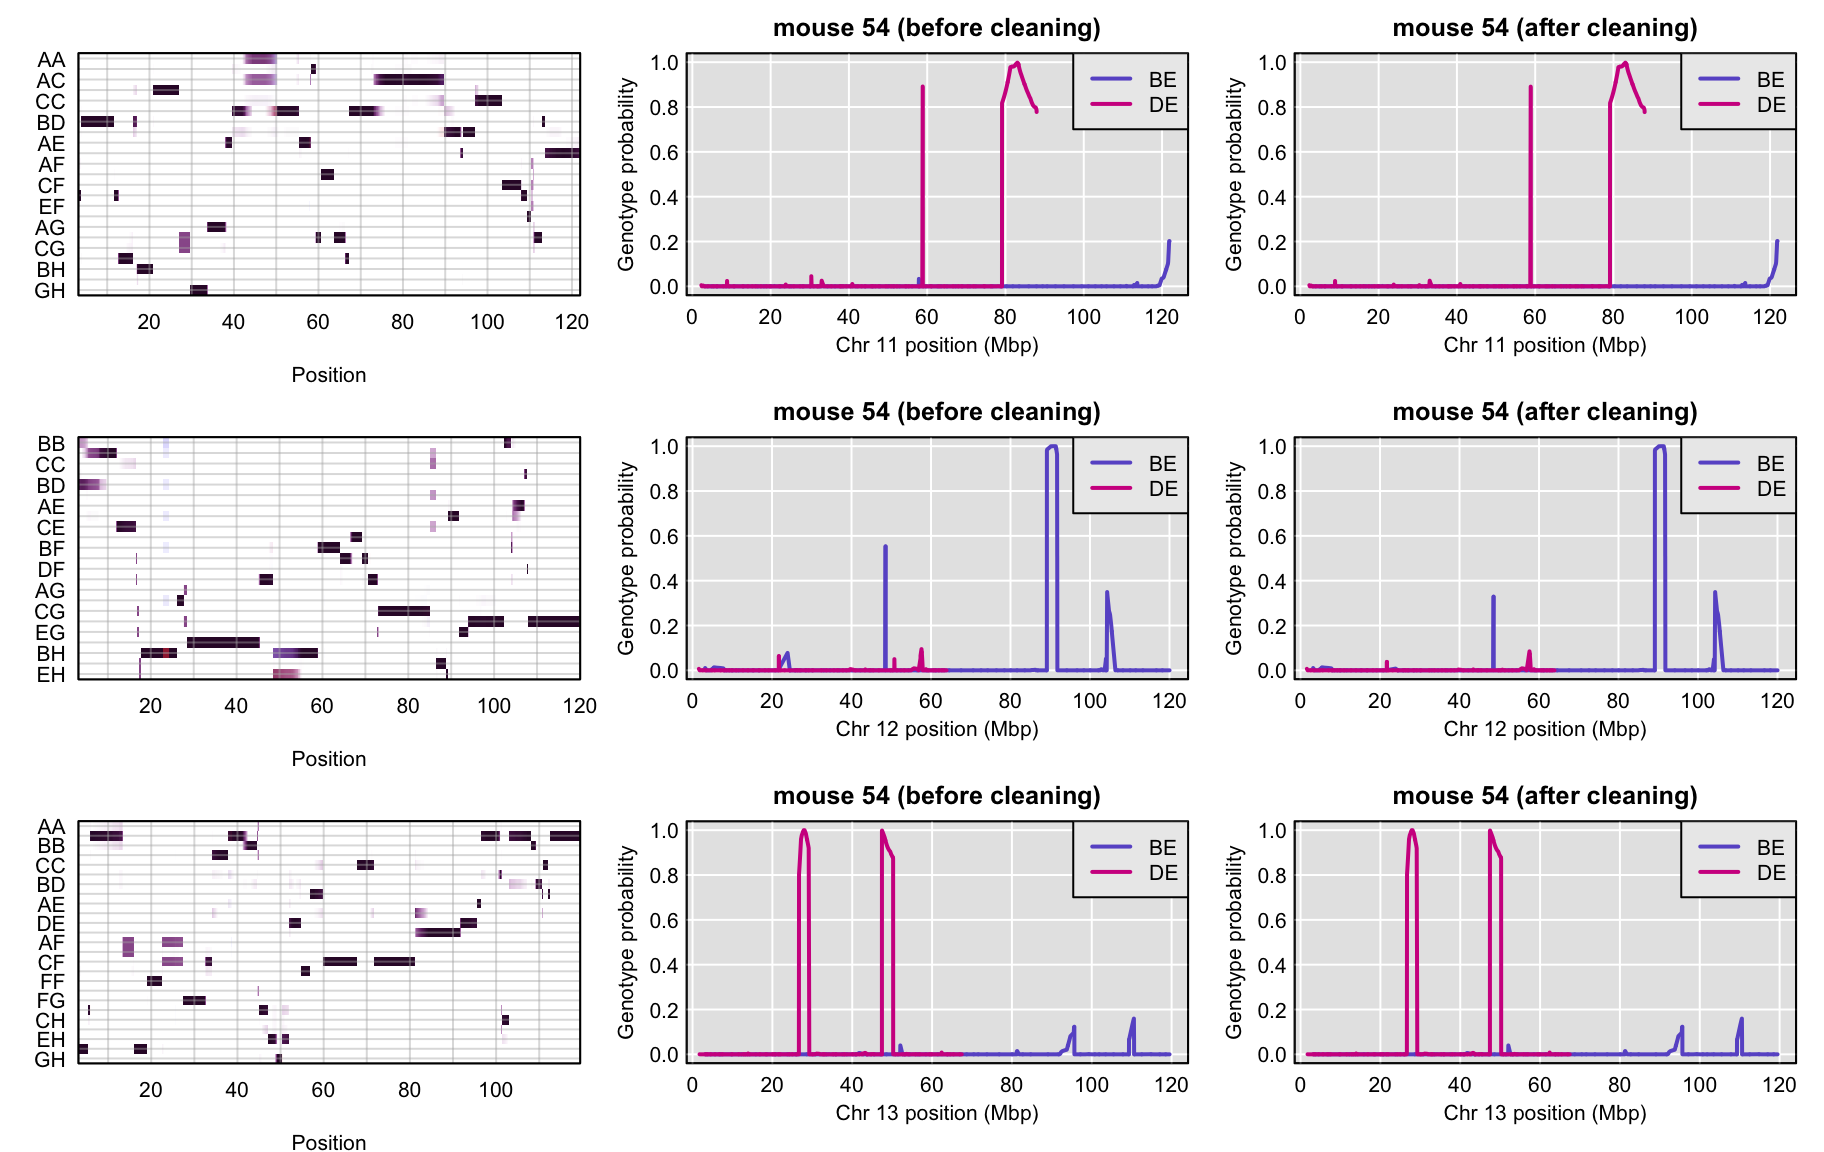 AA
AC
CC
BD
AE
AF
CF
EF
AG
CG
BH
GH
20 40 60 80 100 120
Position
mouse 54 (before cleaning)
Genotype probability
1.0
0.8
0.6
0.4
0.2
0.0
BE
DE
0 20 40 60 80 100 120
Chr 11 position (Mbp)
mouse 54 (after cleaning)
Genotype probability
1.0
0.8
0.6
0.4
0.2
0.0
BE
DE
0 20 40 60 80 100 120
Chr 11 position (Mbp)
BB
CC
BD
AE
CE
BF
DF
AG
CG
EG
BH
EH
20 40 60 80 100 120
Position
mouse 54 (before cleaning)
Genotype probability
1.0
0.8
0.6
0.4
0.2
0.0
BE
DE
0 20 40 60 80 100 120
Chr 12 position (Mbp)
mouse 54 (after cleaning)
Genotype probability
1.0
0.8
0.6
0.4
0.2
0.0
BE
DE
0 20 40 60 80 100 120
Chr 12 position (Mbp)
AA
BB
CC
BD
AE
DE
AF
CF
FF
FG
CH
EH
GH
20 40 60 80 100
Position
mouse 54 (before cleaning)
Genotype probability
1.0
0.8
0.6
0.4
0.2
0.0
BE
DE
0 20 40 60 80 100 120
Chr 13 position (Mbp)
mouse 54 (after cleaning)
Genotype probability
1.0
0.8
0.6
0.4
0.2
0.0
BE
DE
0 20 40 60 80 100 120
Chr 13 position (Mbp)